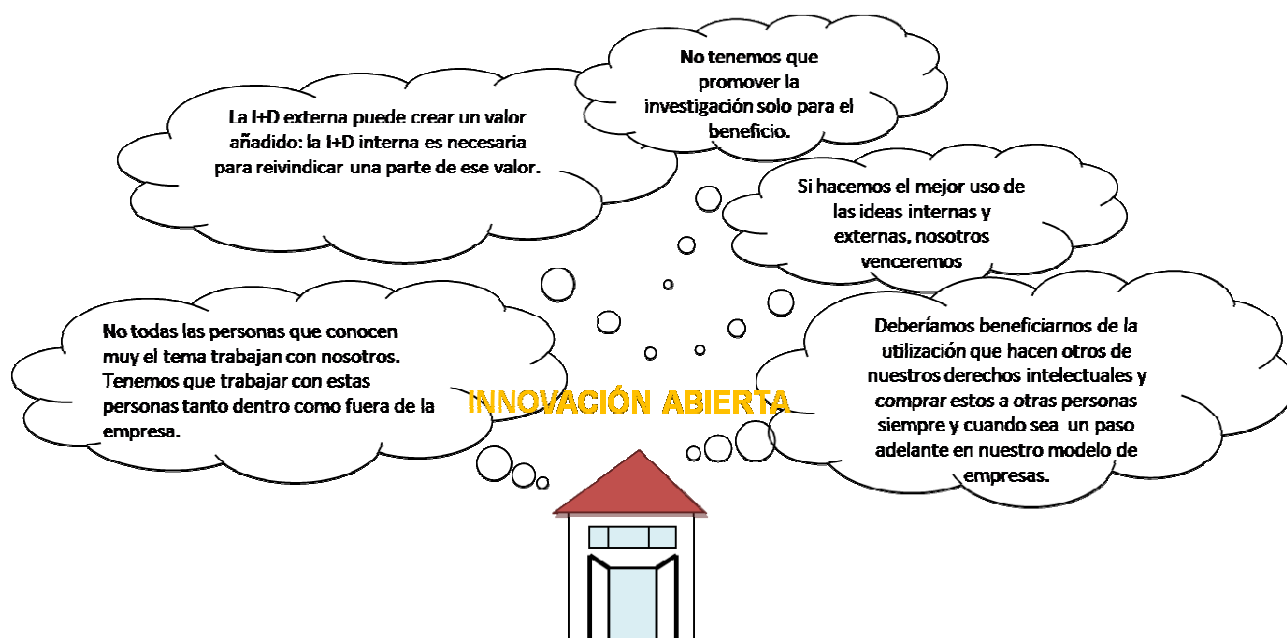 No tenemos que
promover la
investigación solo para el
beneficio.
La I+D externa puede crear un valor
añadido: la I+D interna es necesaria
para reivindicar una parte de ese valor.
Si hacemos el mejor uso de
las ideas internas y
externas, nosotros
venceremos
No todas las personas que conocen
muy el tema trabajan con nosotros.
Tenemos que trabajar con estas
personas tanto dentro como fuera de la
empresa.
Deberíamos beneficiarnos de la
utilización que hacen otros de
nuestros derechos intelectuales y
comprar estos a otras personas
siempre y cuando sea un paso
adelante en nuestro modelo de
empresas.
INNOVACIÓN ABIERTA